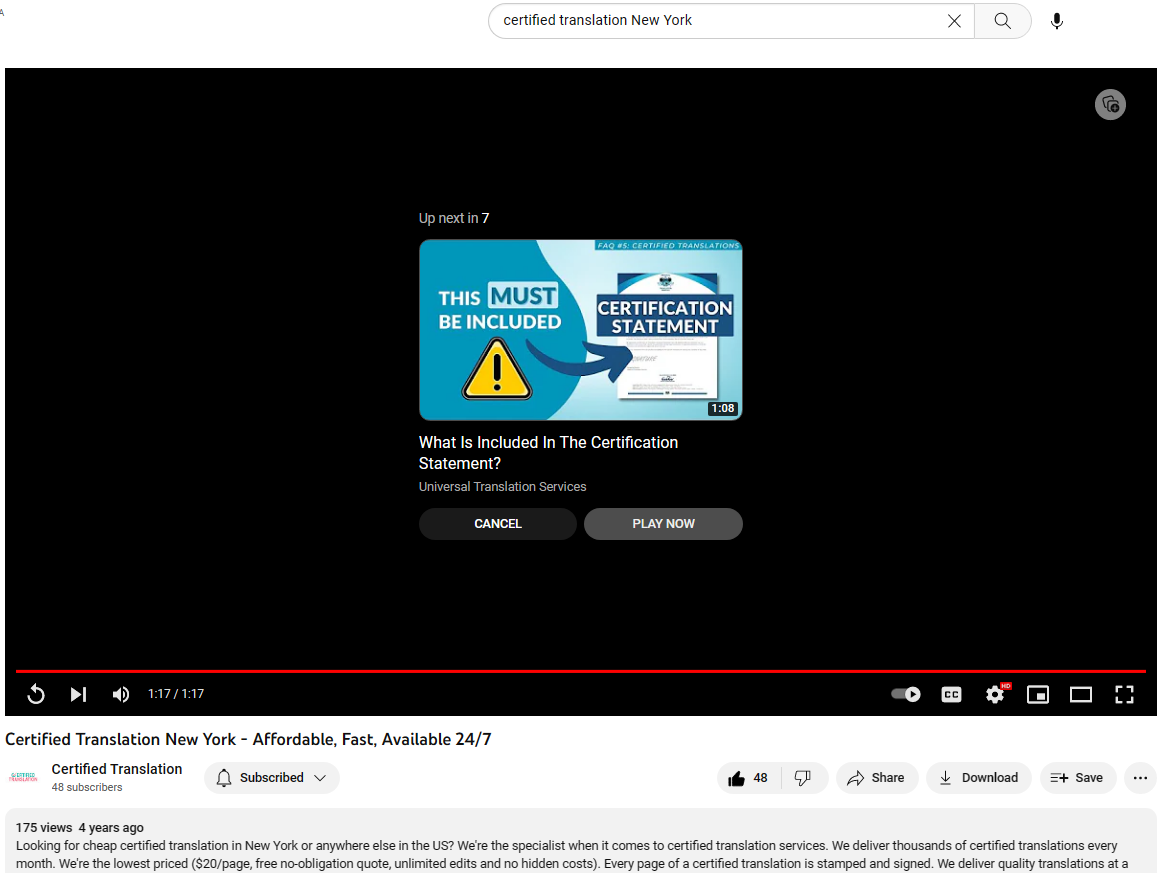 certified translation New York
Up next in 7
FAQ #5: CERTIFIED TRANSLATIONS
THIS MUST
BE INCLUDED
CERTIFICATION
STATEMENT
1:08
What Is Included In The Certification
Statement?
Universal Translation Services
CANCEL
PLAY NOW
1:17 / 1:17
CC
HD
Certified Translation New York - Affordable, Fast, Available 24/7
CERTIFIED
TRANSLATION
Certified Translation
48 subscribers
Subscribed
48
Share
Download
Save
175 views 4 years ago
Looking for cheap certified translation in New York or anywhere else in the US? We're the specialist when it comes to certified translation services. We deliver thousands of certified translations every
month. We're the lowest priced ($20/page, free no-obligation quote, unlimited edits and no hidden costs). Every page of a certified translation is stamped and signed. We deliver quality translations at a